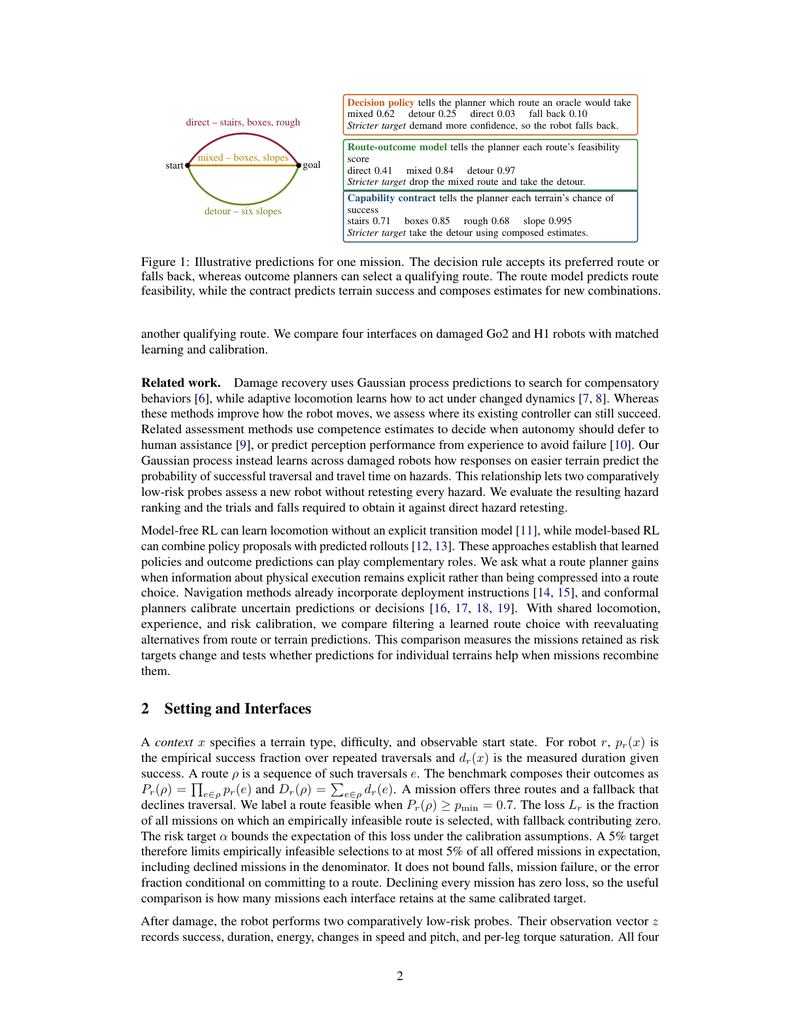 direct – stairs, boxes, rough
mixed – boxes, slopes
start
goal
detour – six slopes
Decision policy tells the planner which route an oracle would take
mixed 0.62 detour 0.25 direct 0.03 fall back 0.10
Stricter target demand more confidence, so the robot falls back.
Route-outcome model tells the planner each route's feasibility
score
direct 0.41 mixed 0.84 detour 0.97
Stricter target drop the mixed route and take the detour.
Capability contract tells the planner each terrain's chance of
success
stairs 0.71 boxes 0.85 rough 0.68 slope 0.995
Stricter target take the detour using composed estimates.
Figure 1: Illustrative predictions for one mission. The decision rule accepts its preferred route or
falls back, whereas outcome planners can select a qualifying route. The route model predicts route
feasibility, while the contract predicts terrain success and composes estimates for new combinations.
another qualifying route. We compare four interfaces on damaged Go2 and H1 robots with matched
learning and calibration.
Related work. Damage recovery uses Gaussian process predictions to search for compensatory
behaviors [6], while adaptive locomotion learns how to act under changed dynamics [7, 8]. Whereas
these methods improve how the robot moves, we assess where its existing controller can still succeed.
Related assessment methods use competence estimates to decide when autonomy should defer to
human assistance [9], or predict perception performance from experience to avoid failure [10]. Our
Gaussian process instead learns across damaged robots how responses on easier terrain predict the
probability of successful traversal and travel time on hazards. This relationship lets two comparatively
low-risk probes assess a new robot without retesting every hazard. We evaluate the resulting hazard
ranking and the trials and falls required to obtain it against direct hazard retesting.
Model-free RL can learn locomotion without an explicit transition model [11], while model-based RL
can combine policy proposals with predicted rollouts [12, 13]. These approaches establish that learned
policies and outcome predictions can play complementary roles. We ask what a route planner gains
when information about physical execution remains explicit rather than being compressed into a route
choice. Navigation methods already incorporate deployment instructions [14, 15], and conformal
planners calibrate uncertain predictions or decisions [16, 17, 18, 19]. With shared locomotion,
experience, and risk calibration, we compare filtering a learned route choice with reevaluating
alternatives from route or terrain predictions. This comparison measures the missions retained as risk
targets change and tests whether predictions for individual terrains help when missions recombine
them.
2 Setting and Interfaces
A context x specifies a terrain type, difficulty, and observable start state. For robot r, p_r(x) is
the empirical success fraction over repeated traversals and d_r(x) is the measured duration given
success. A route ρ is a sequence of such traversals e. The benchmark composes their outcomes as
P_r(ρ) = ∏_{e∈ρ} p_r(e) and D_r(ρ) = ∑_{e∈ρ} d_r(e). A mission offers three routes and a fallback that
declines traversal. We label a route feasible when P_r(ρ) ≥ p_min = 0.7. The loss L_r is the fraction
of all missions on which an empirically infeasible route is selected, with fallback contributing zero.
The risk target α bounds the expectation of this loss under the calibration assumptions. A 5% target
therefore limits empirically infeasible selections to at most 5% of all offered missions in expectation,
including declined missions in the denominator. It does not bound falls, mission failure, or the error
fraction conditional on committing to a route. Declining every mission has zero loss, so the useful
comparison is how many missions each interface retains at the same calibrated target.
After damage, the robot performs two comparatively low-risk probes. Their observation vector z
records success, duration, energy, changes in speed and pitch, and per-leg torque saturation. All four
2